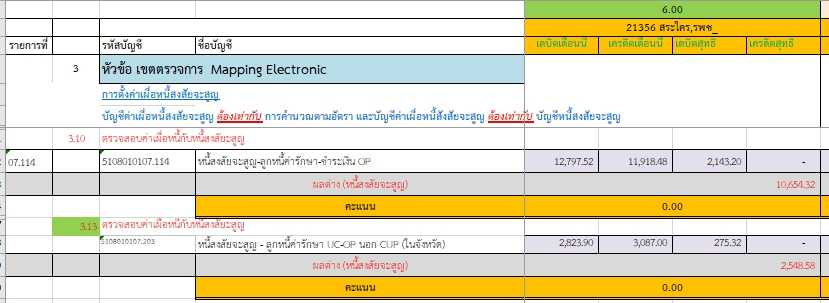 6.00
21356 สระใคร,รพช_
รายการที่ รหัสบัญชี ชื่อบัญชี เดบิตเดือนนี้ เครดิตเดือนนี้ เดบิตสุทธิ เครดิตสุทธิ
3 หัวข้อ เขตตรวจการ Mapping Electronic
การตั้งค่าเผื่อหนี้สงสัยจะสูญ
บัญชีค่าเผื่อหนี้สงสัยจะสูญ ต้องเท่ากับ การคำนวณตามอัตรา และบัญชีค่าเผื่อหนี้สังสัยจะสูญ ต้องเท่ากับ บัญชีหนี้สงสัยจะสูญ
3.10 ตรวจสอบค่าเผื่อหนี้กับหนี้สงสัยะสูญ
07.114 5108010107.114 หนี้สงสัยจะสูญ-ลูกหนี้ค่ารักษา-ชำระเงิน OP 12,797.52 11,918.48 2,143.20 -
ผลต่าง (หนี้สงสัยจะสูญ) 10,654.32
คะแนน 0.00
3.13 ตรวจสอบค่าเผื่อหนี้กับหนี้สงสัยะสูญ
5108010107.203 หนี้สงสัยจะสูญ - ลูกหนี้ค่ารักษา UC-OP นอก CUP (ในจังหวัด) 2,823.90 3,087.00 275.32 -
ผลต่าง (หนี้สงสัยจะสูญ) 2,548.58
คะแนน 0.00